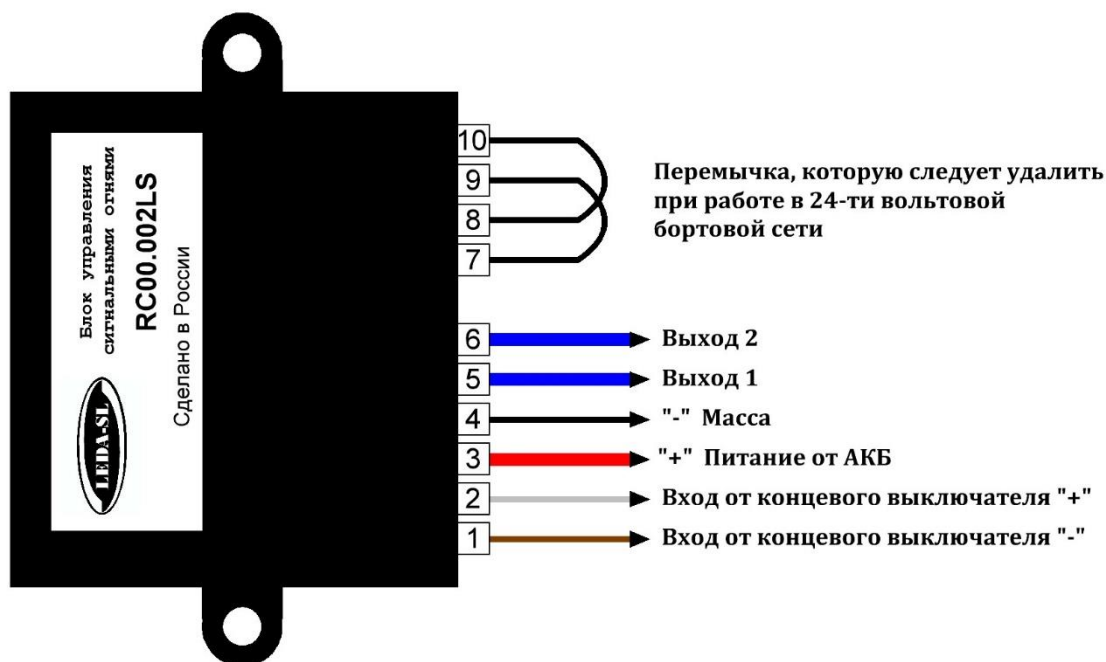 Блок управления
сигнальными огнями
RC00.002LS
Сделано в России
LEDA-SL
10
9
8
7
Перемычка, которую следует удалить
при работе в 24-ти вольтовой
бортовой сети
6 Выход 2
5 Выход 1
4 "-" Масса
3 "+" Питание от АКБ
2 Вход от концевого выключателя "+"
1 Вход от концевого выключателя "-"